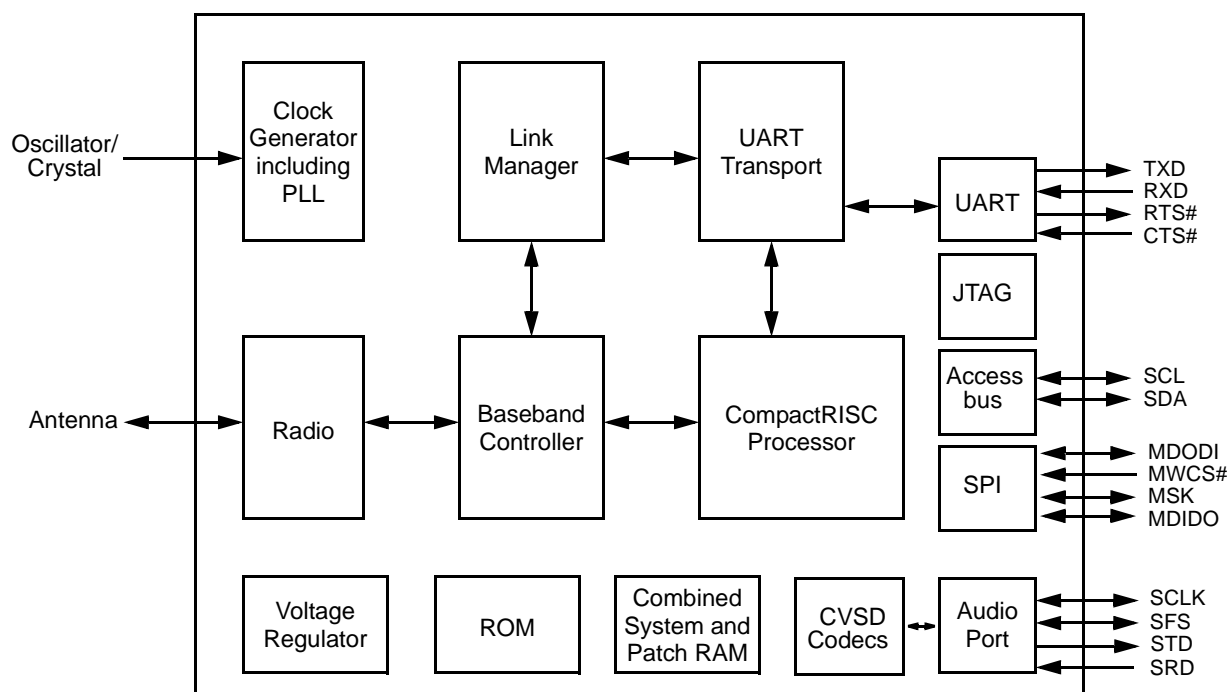 Oscillator/
Crystal
Clock
Generator
including
PLL
Link
Manager
UART
Transport
UART
TXD
RXD
RTS#
CTS#
JTAG
Antenna
Radio
Baseband
Controller
CompactRISC
Processor
Access
bus
SCL
SDA
SPI
MDODI
MWCS#
MSK
MDIDO
Voltage
Regulator
ROM
Combined
System and
Patch RAM
CVSD
Codecs
Audio
Port
SCLK
SFS
STD
SRD